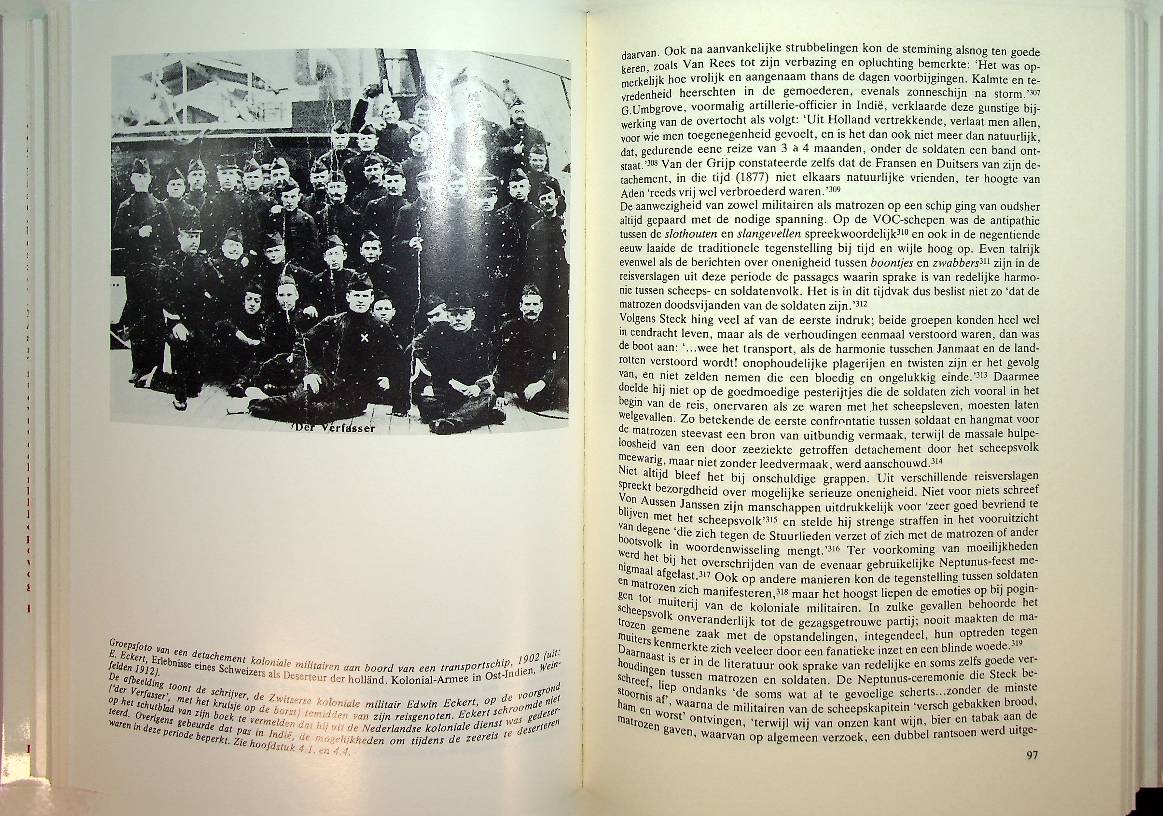 Der Verfasser
Groepsfoto van een detachement koloniale militairen aan boord van een transportschip, 1902 (uit:
E. Eckert, Erlebnisse eines Schweizers als Deserteur der holländ. Kolonial-Armee in Ost-Indien, Wein-
felden 1912).
De afbeelding toont de schrijver, de Zwitserse koloniale militair Edwin Eckert, op de voorgrond
('der Verfasser', met het kruisje op de borst) temidden van zijn reisgenoten. Eckert schroomde niet
op het schutblad van zijn boek te vermelden dat hij uit de Nederlandse koloniale dienst was gedeser-
teerd. Overigens gebeurde dat pas in Indië, de mogelijkheden om tijdens de zeereis te deserteren
waren in deze periode beperkt. Zie hoofdstuk 4.1. en 4.4.
daarvan. Ook na aanvankelijke strubbelingen kon de stemming alsnog ten goede
keren, zoals Van Rees tot zijn verbazing en opluchting bemerkte: 'Het was op-
merkelijk hoe vrolijk en aangenaam thans de dagen voorbijgingen. Kalmte en te-
vredenheid heerschten in de gemoederen, evenals zonneschijn na storm.'307
G.Umbgrove, voormalig artillerie-officier in Indië, verklaarde deze gunstige bij-
werking van de overtocht als volgt: 'Uit Holland vertrekkende, verlaat men allen,
voor wie men toegenegenheid gevoelt, en is het dan ook niet meer dan natuurlijk,
dat, gedurende eene reize van 3 à 4 maanden, onder de soldaten een band ont-
staat.'308 Van der Grijp constateerde zelfs dat de Fransen en Duitsers van zijn de-
tachement, in die tijd (1877) niet elkaars natuurlijke vrienden, ter hoogte van
Aden 'reeds vrij wel verbroederd waren.'309
De aanwezigheid van zowel militairen als matrozen op een schip ging van oudsher
altijd gepaard met de nodige spanning. Op de VOC-schepen was de antipathie
tussen de slothouten en slangevellen spreekwoordelijk310 en ook in de negentiende
eeuw laaide de traditionele tegenstelling bij tijd en wijle hoog op. Even talrijk
evenwel als de berichten over onenigheid tussen boontjes en zwabbers311 zijn in de
reisverslagen uit deze periode de passages waarin sprake is van redelijke harmo-
nie tussen scheeps- en soldatenvolk. Het is in dit tijdvak dus beslist niet zo 'dat de
matrozen doodsvijanden van de soldaten zijn.'312
Volgens Steck hing veel af van de eerste indruk; beide groepen konden heel wel
in eendracht leven, maar als de verhoudingen eenmaal verstoord waren, dan was
de boot aan: '...wee het transport, als de harmonie tusschen Janmaat en de land-
rotten verstoord wordt! onophoudelijke plagerijen en twisten zijn er het gevolg
van, en niet zelden nemen die een bloedig en ongelukkig einde.'313 Daarmee
doelde hij niet op de goedmoedige pesterijtjes die de soldaten zich vooral in het
begin van de reis, onervaren als ze waren met het scheepsleven, moesten laten
welgevallen. Zo betekende de eerste confrontatie tussen soldaat en hangmat voor
de matrozen steevast een bron van uitbundig vermaak, terwijl de massale hulpe-
loosheid van een door zeeziekte getroffen detachement door het scheepsvolk
meewarig, maar niet zonder leedvermaak, werd aanschouwd.314
Niet altijd bleef het bij onschuldige grappen. Uit verschillende reisverslagen
spreekt bezorgdheid over mogelijke serieuze onenigheid. Niet voor niets schreef
Von Aussen Janssen zijn manschappen uitdrukkelijk voor 'zeer goed bevriend te
blijven met het scheepsvolk'315 en stelde hij strenge straffen in het vooruitzicht
van degene 'die zich tegen de Stuurlieden verzet of zich met de matrozen of ander
bootsvolk in woordenwisseling mengt.'316 Ter voorkoming van moeilijkheden
werd het bij het overschrijden van de evenaar gebruikelijke Neptunus-feest me-
nigmaal afgelast.317 Ook op andere manieren kon de tegenstelling tussen soldaten
en matrozen zich manifesteren,318 maar het hoogst liepen de emoties op bij pogin-
gen tot muiterij van de koloniale militairen. In zulke gevallen behoorde het
scheepsvolk onveranderlijk tot de gezagsgetrouwe partij; nooit maakten de ma-
trozen gemene zaak met de opstandelingen, integendeel, hun optreden tegen
muiters kenmerkte zich veeleer door een fanatieke inzet en een blinde woede.319
Daarnaast is er in de literatuur ook sprake van redelijke en soms zelfs goede ver-
houdingen tussen matrozen en soldaten. De Neptunus-ceremonie die Steck be-
schreef, liep ondanks 'de soms wat al te gevoelige scherts...zonder de minste
stoornis af', waarna de militairen van de scheepskapitein 'versch gebakken brood,
ham en worst' ontvingen, 'terwijl wij van onzen kant wijn, bier en tabak aan de
matrozen gaven, waarvan op algemeen verzoek, een dubbel rantsoen werd uitge-
97